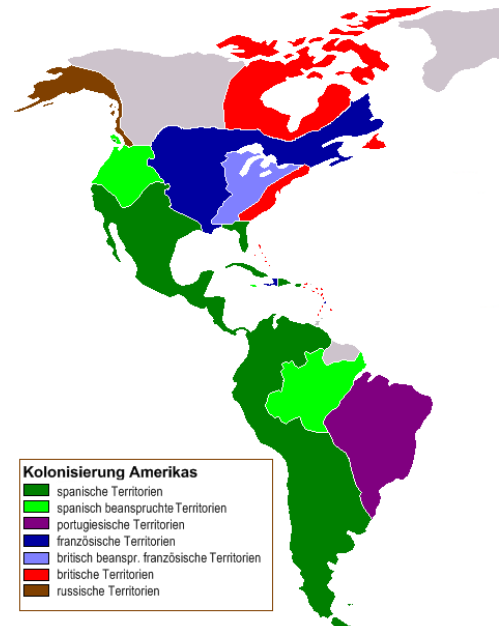 Kolonisierung Amerikas
spanische Territorien
spanisch beanspruchte Territorien
portugiesische Territorien
französische Territorien
britisch beanspr. französische Territorien
britische Territorien
russische Territorien